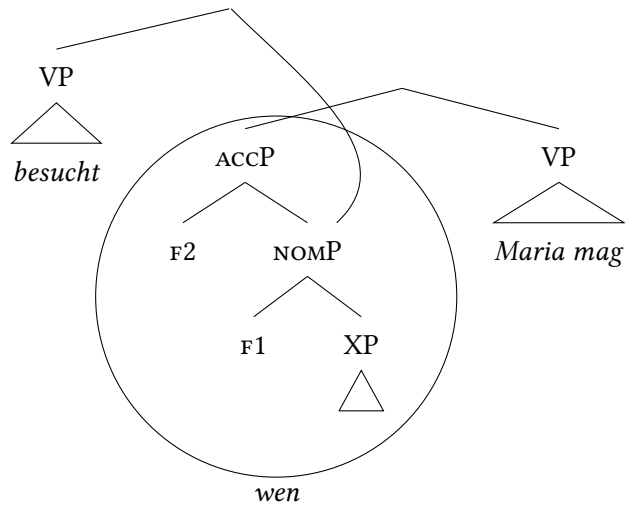 VP
besucht
ACCP VP
F2 NOMP Maria mag
F1 XP
wen